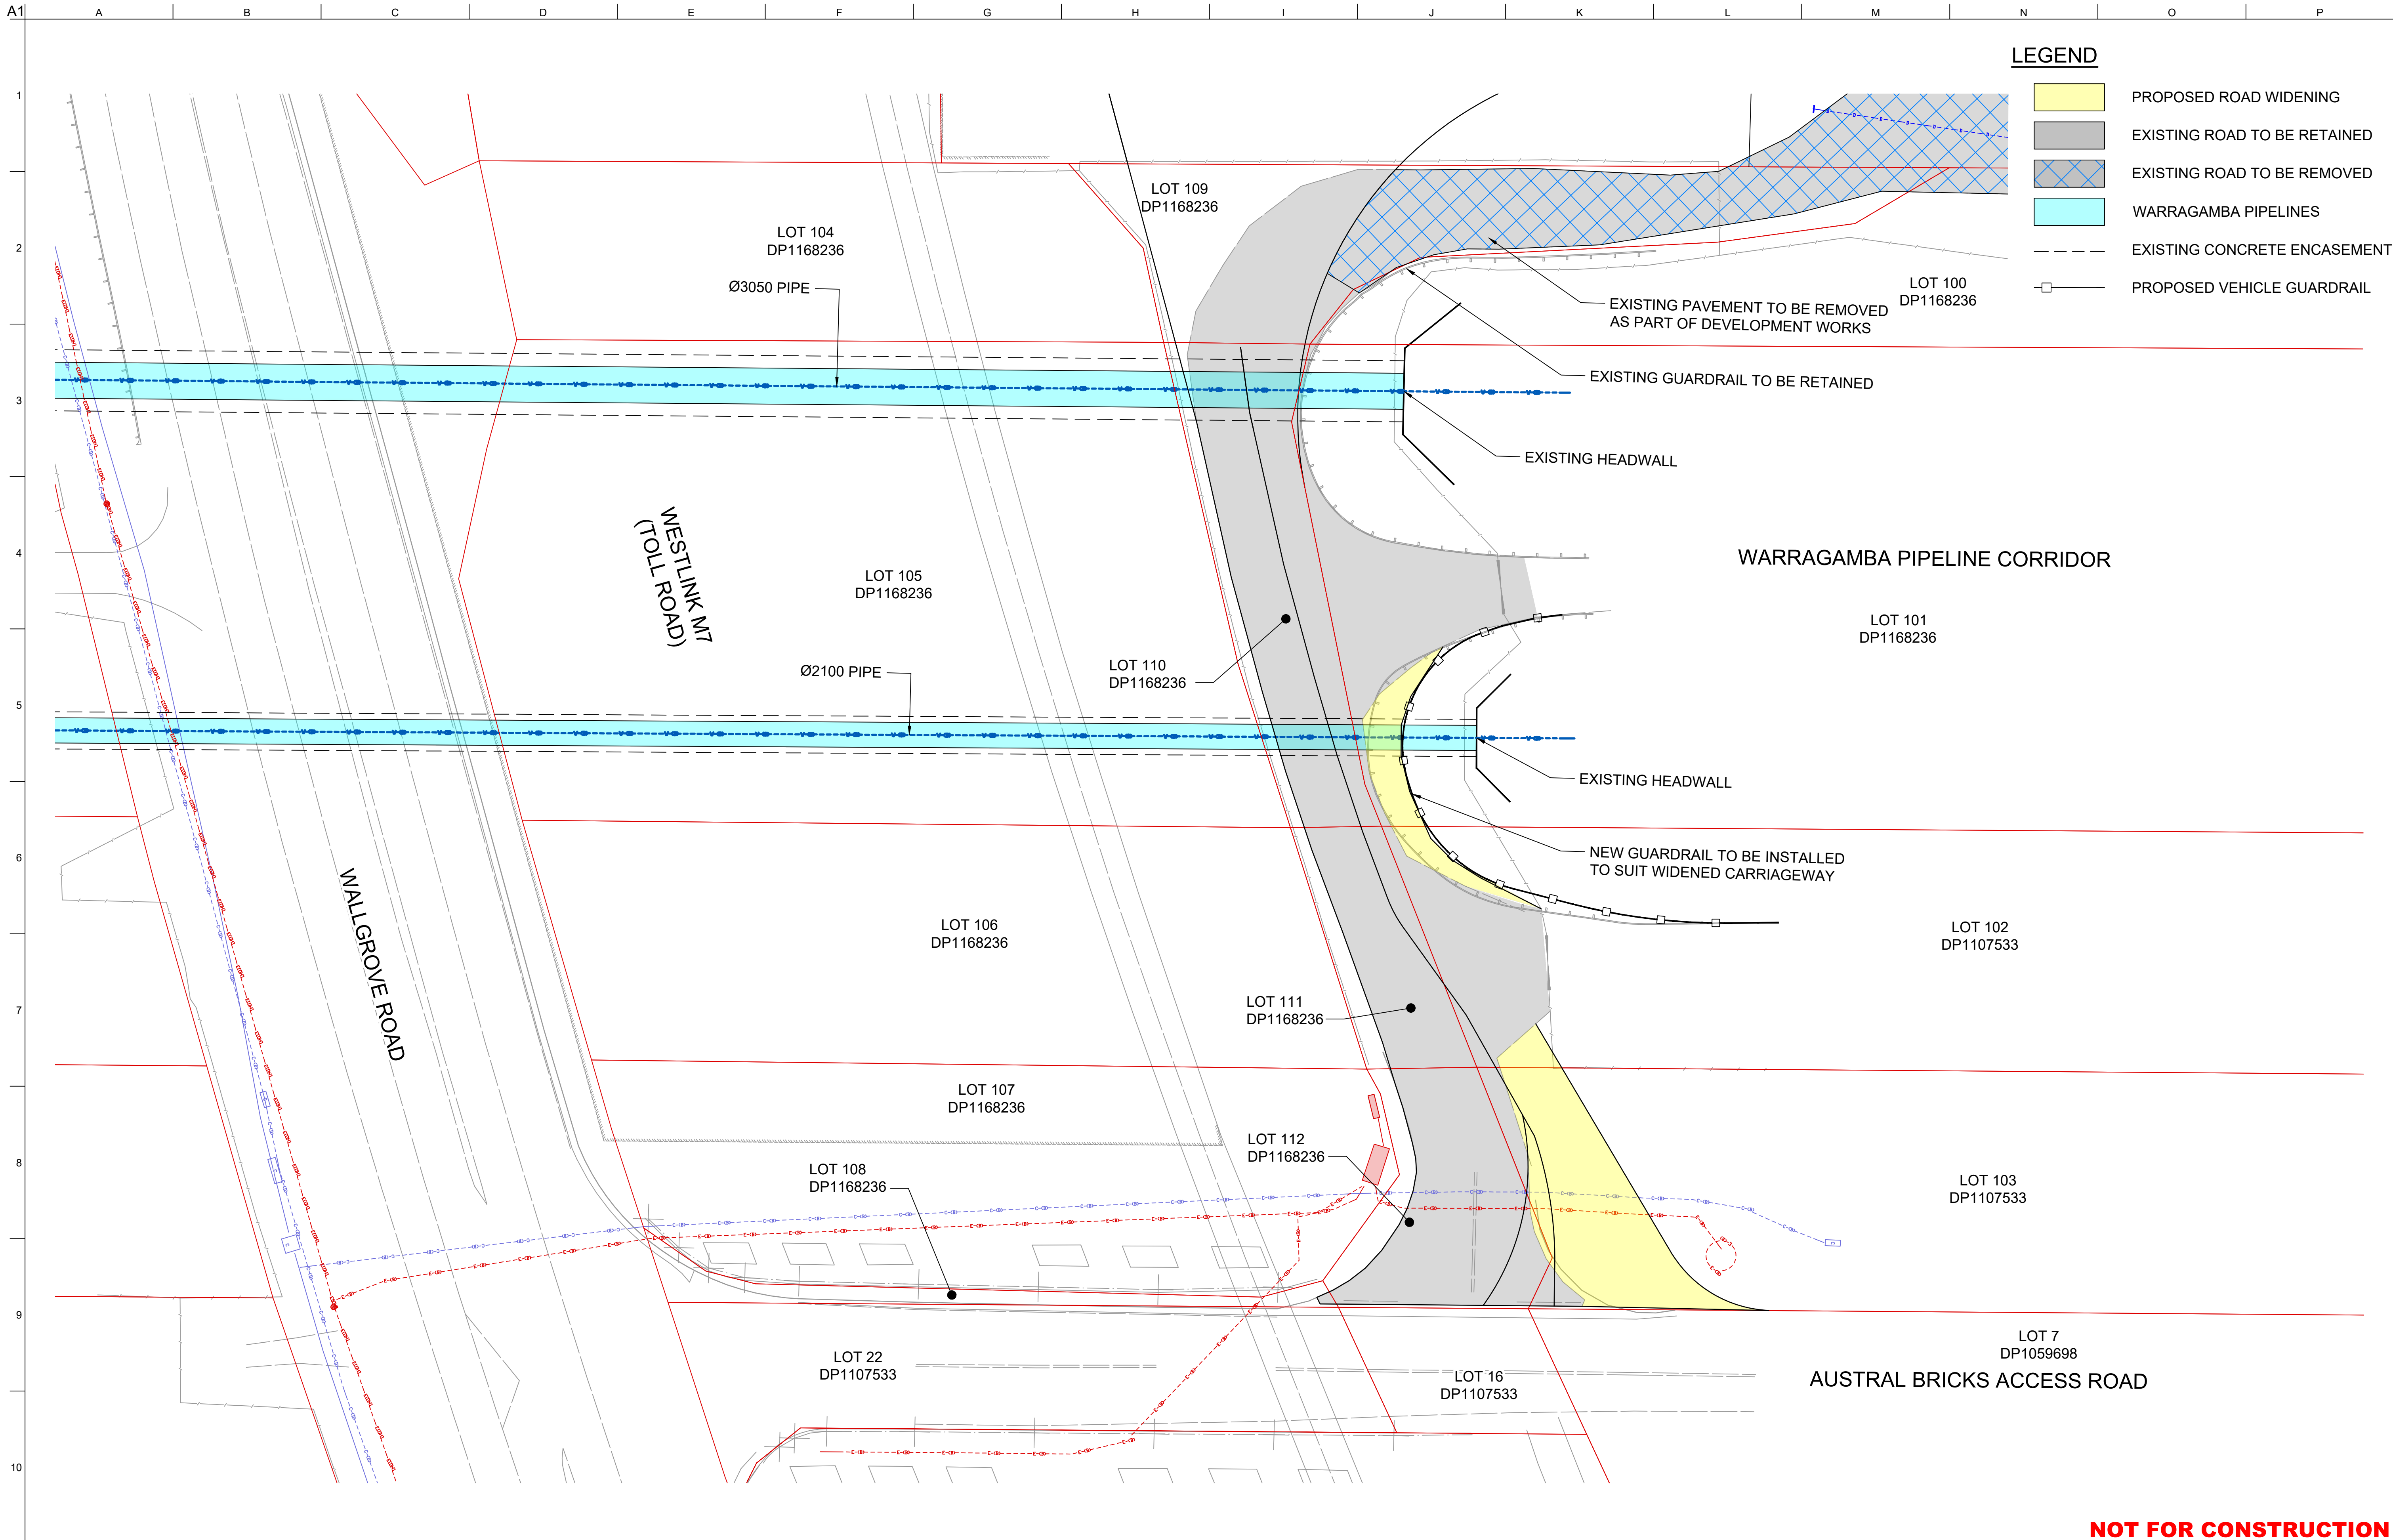 A1
A B C D E F G H I J K L M N O P
1
2
3
4
5
6
7
8
9
10
LEGEND
PROPOSED ROAD WIDENING
EXISTING ROAD TO BE RETAINED
EXISTING ROAD TO BE REMOVED
WARRAGAMBA PIPELINES
EXISTING CONCRETE ENCASEMENT
PROPOSED VEHICLE GUARDRAIL
LOT 109
DP1168236
LOT 104
DP1168236
Ø3050 PIPE
LOT 100
DP1168236
EXISTING PAVEMENT TO BE REMOVED
AS PART OF DEVELOPMENT WORKS
EXISTING GUARDRAIL TO BE RETAINED
EXISTING HEADWALL
WESTLINK M7
(TOLL ROAD)
LOT 105
DP1168236
WARRAGAMBA PIPELINE CORRIDOR
LOT 101
DP1168236
LOT 110
DP1168236
Ø2100 PIPE
EXISTING HEADWALL
NEW GUARDRAIL TO BE INSTALLED
TO SUIT WIDENED CARRIAGEWAY
WALLGROVE ROAD
LOT 106
DP1168236
LOT 102
DP1107533
LOT 111
DP1168236
LOT 107
DP1168236
LOT 112
DP1168236
LOT 108
DP1168236
LOT 103
DP1107533
LOT 22
DP1107533
LOT 16
DP1107533
LOT 7
DP1059698
AUSTRAL BRICKS ACCESS ROAD
NOT FOR CONSTRUCTION